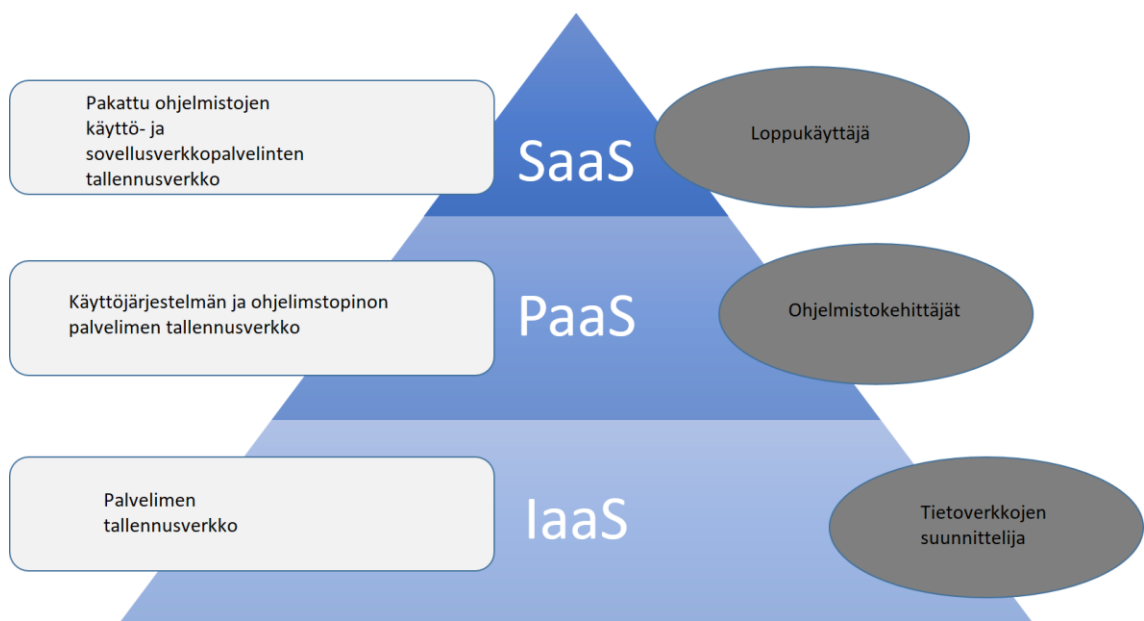 Pakattu ohjelmistojen
käyttö- ja
sovellusverkkopalvelinten
tallennusverkko
SaaS
Loppukäyttäjä
Käyttöjärjestelmän ja ohjelimstopinon
palvelimen tallennusverkko
PaaS
Ohjelmistokehittäjät
Palvelimen
tallennusverkko
IaaS
Tietoverkkojen
suunnittelija